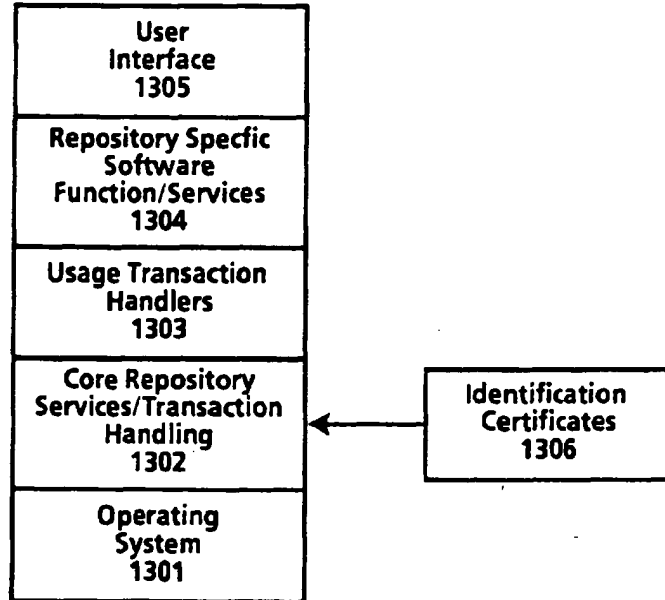 User
Interface
1305
Repository Specfic
Software
Function/Services
1304
Usage Transaction
Handlers
1303
Core Repository
Services/Transaction
Handling
1302
Identification
Certificates
1306
Operating
System
1301